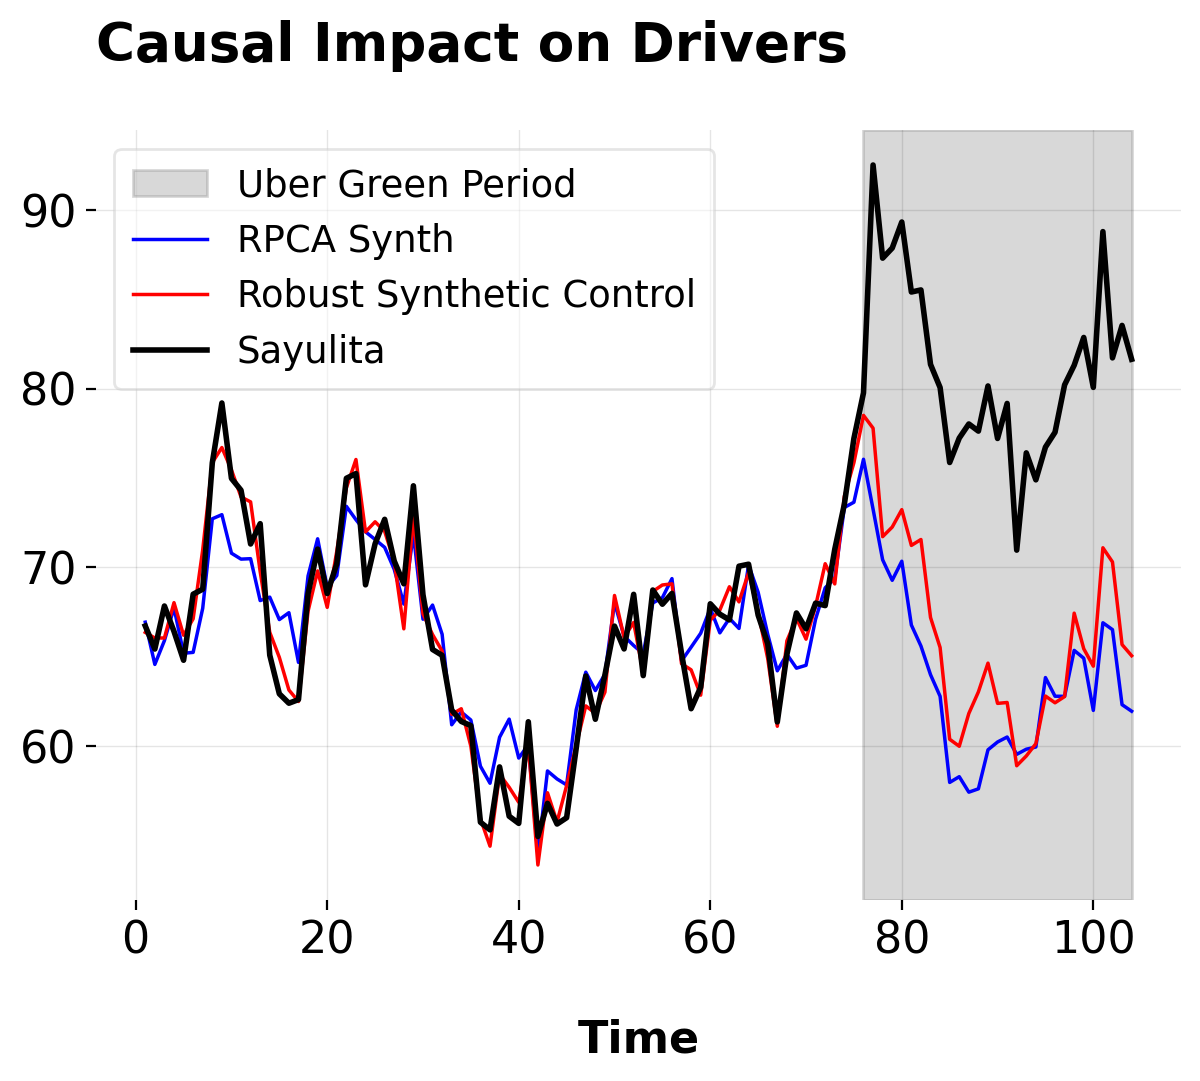 Causal Impact on Drivers
Uber Green Period
RPCA Synth
Robust Synthetic Control
Sayulita
90
80
70
60
0 20 40 60 80 100
Time